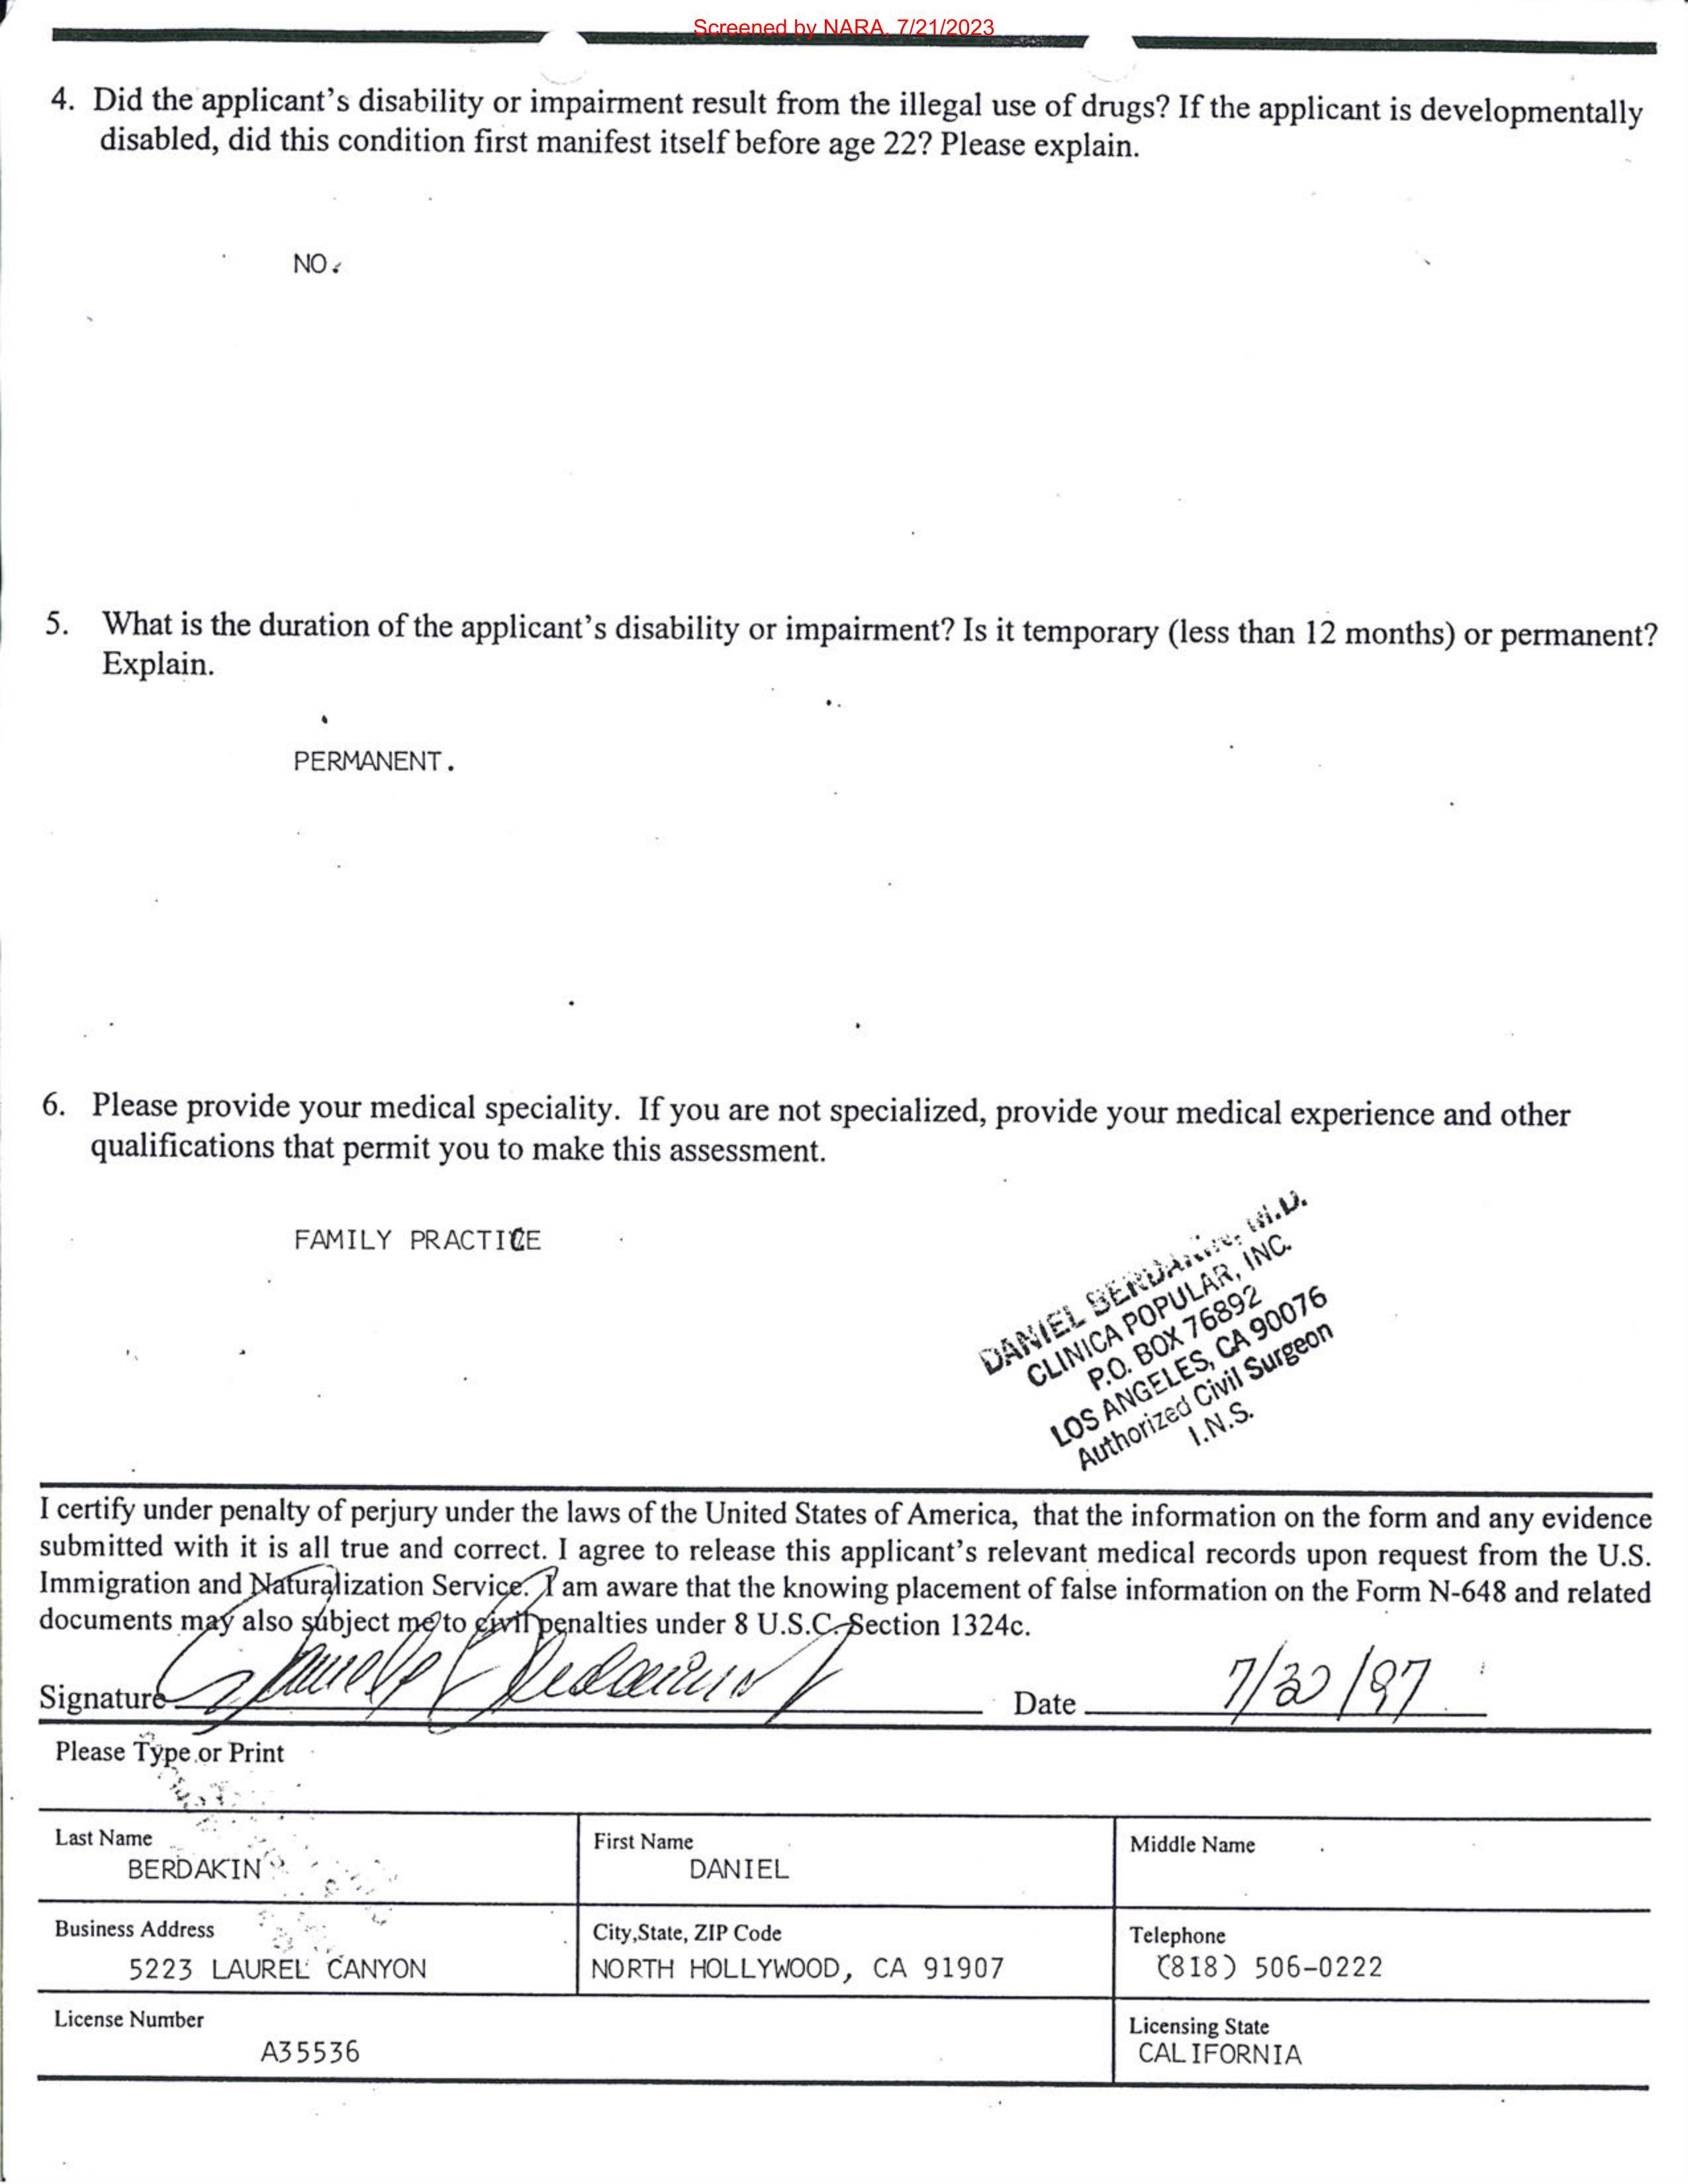 Screened by NARA, 7/21/2023
4. Did the applicant's disability or impairment result from the illegal use of drugs? If the applicant is developmentally
disabled, did this condition first manifest itself before age 22? Please explain.
NO.
5. What is the duration of the applicant's disability or impairment? Is it temporary (less than 12 months) or permanent?
Explain.
PERMANENT.
6. Please provide your medical speciality. If you are not specialized, provide your medical experience and other
qualifications that permit you to make this assessment.
FAMILY PRACTICE
DANIEL BERDAKIN, M.D.
CLINICA POPULAR, INC.
P.O. BOX 76892
LOS ANGELES, CA 90076
Authorized Civil Surgeon
I.N.S.
I certify under penalty of perjury under the laws of the United States of America, that the information on the form and any evidence
submitted with it is all true and correct. I agree to release this applicant's relevant medical records upon request from the U.S.
Immigration and Naturalization Service. I am aware that the knowing placement of false information on the Form N-648 and related
documents may also subject me to civil penalties under 8 U.S.C. Section 1324c.
Signature Date 7/30/97
Please Type or Print
Last Name First Name Middle Name
BERDAKIN DANIEL
Business Address City,State, ZIP Code Telephone
5223 LAUREL CANYON NORTH HOLLYWOOD, CA 91907 (818) 506-0222
License Number Licensing State
A35536 CALIFORNIA